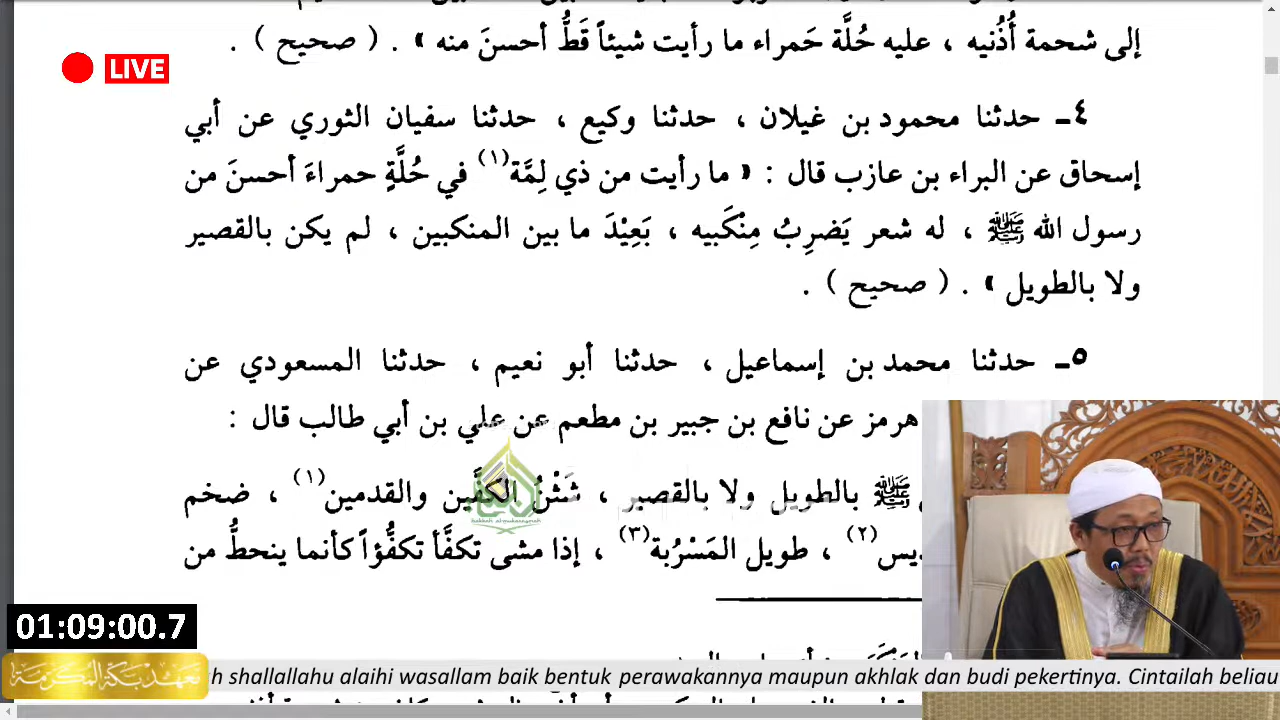 إلى شحمة أُذُنيه ، عليه حُلَّة حَمراء ما رأيت شيئاً قَطُّ أحسنَ منه » . ( صحيح ) .
LIVE
٤ـ حدثنا محمود بن غيلان ، حدثنا وكيع ، حدثنا سفيان الثوري عن أبي
إسحاق عن البراء بن عازب قال : « ما رأيت من ذي لِمَّة(١) في حُلَّةٍ حمراءَ أحسنَ من
رسول الله ﷺ ، له شعر يَضرِبُ مِنْكَبيه ، بَعِيْدَ ما بين المنكبين ، لم يكن بالقصير
ولا بالطويل » . ( صحيح ) .
٥ـ حدثنا محمد بن إسماعيل ، حدثنا أبو نعيم ، حدثنا المسعودي عن
هرمز عن نافع بن جبير بن مطعم عن علي بن أبي طالب قال :
ﷺ بالطويل ولا بالقصير ، شَثْنُ الكفَّين والقدمين(١) ، ضخم
(٢) ، طويل المَسْرُبة(٣) ، إذا مشى تكفَّأ تكفُّؤاً كأنما ينحطُّ من
01:09:00.7
shallallahu alaihi wasallam baik bentuk perawakannya maupun akhlak dan budi pekertinya. Cintailah beliau